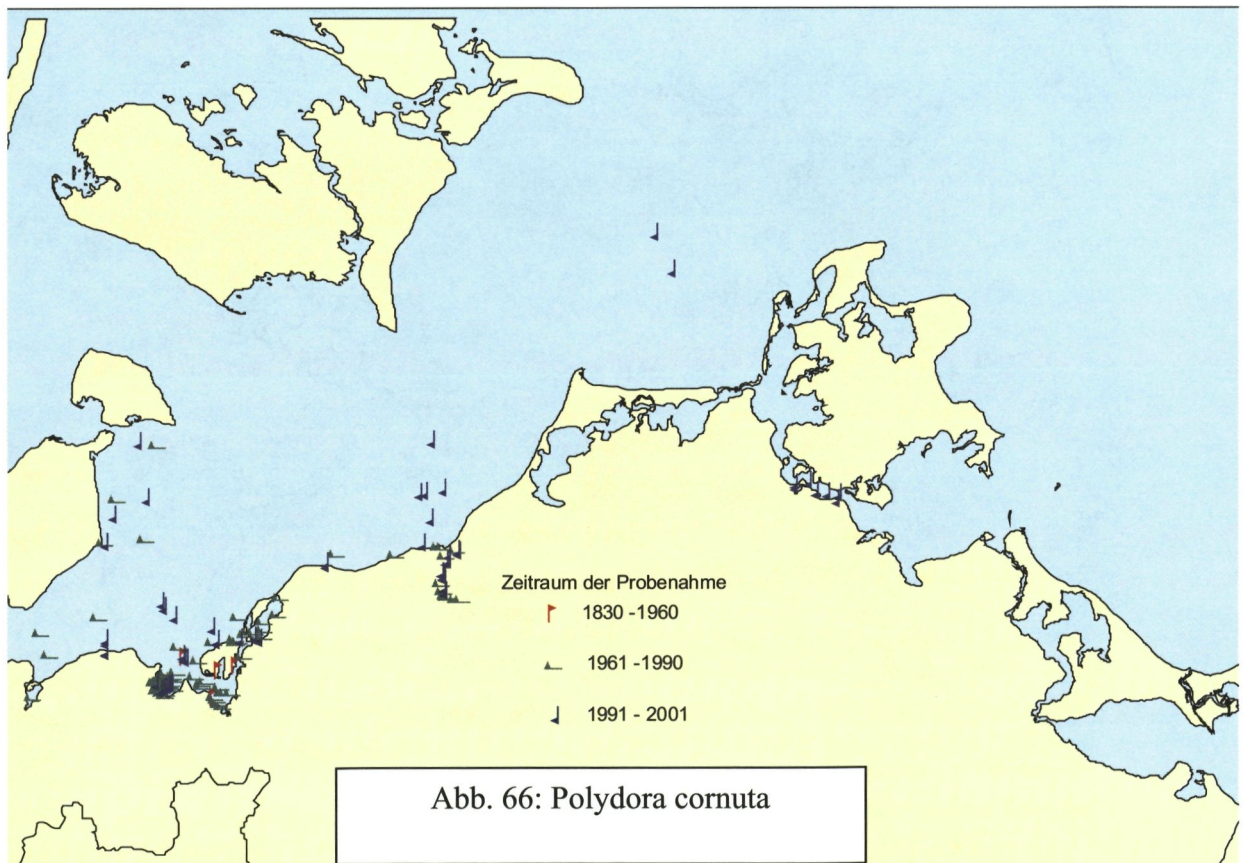 Zeitraum der Probenahme
1830 -1960
1961 -1990
1991 - 2001
Abb. 66: Polydora cornuta